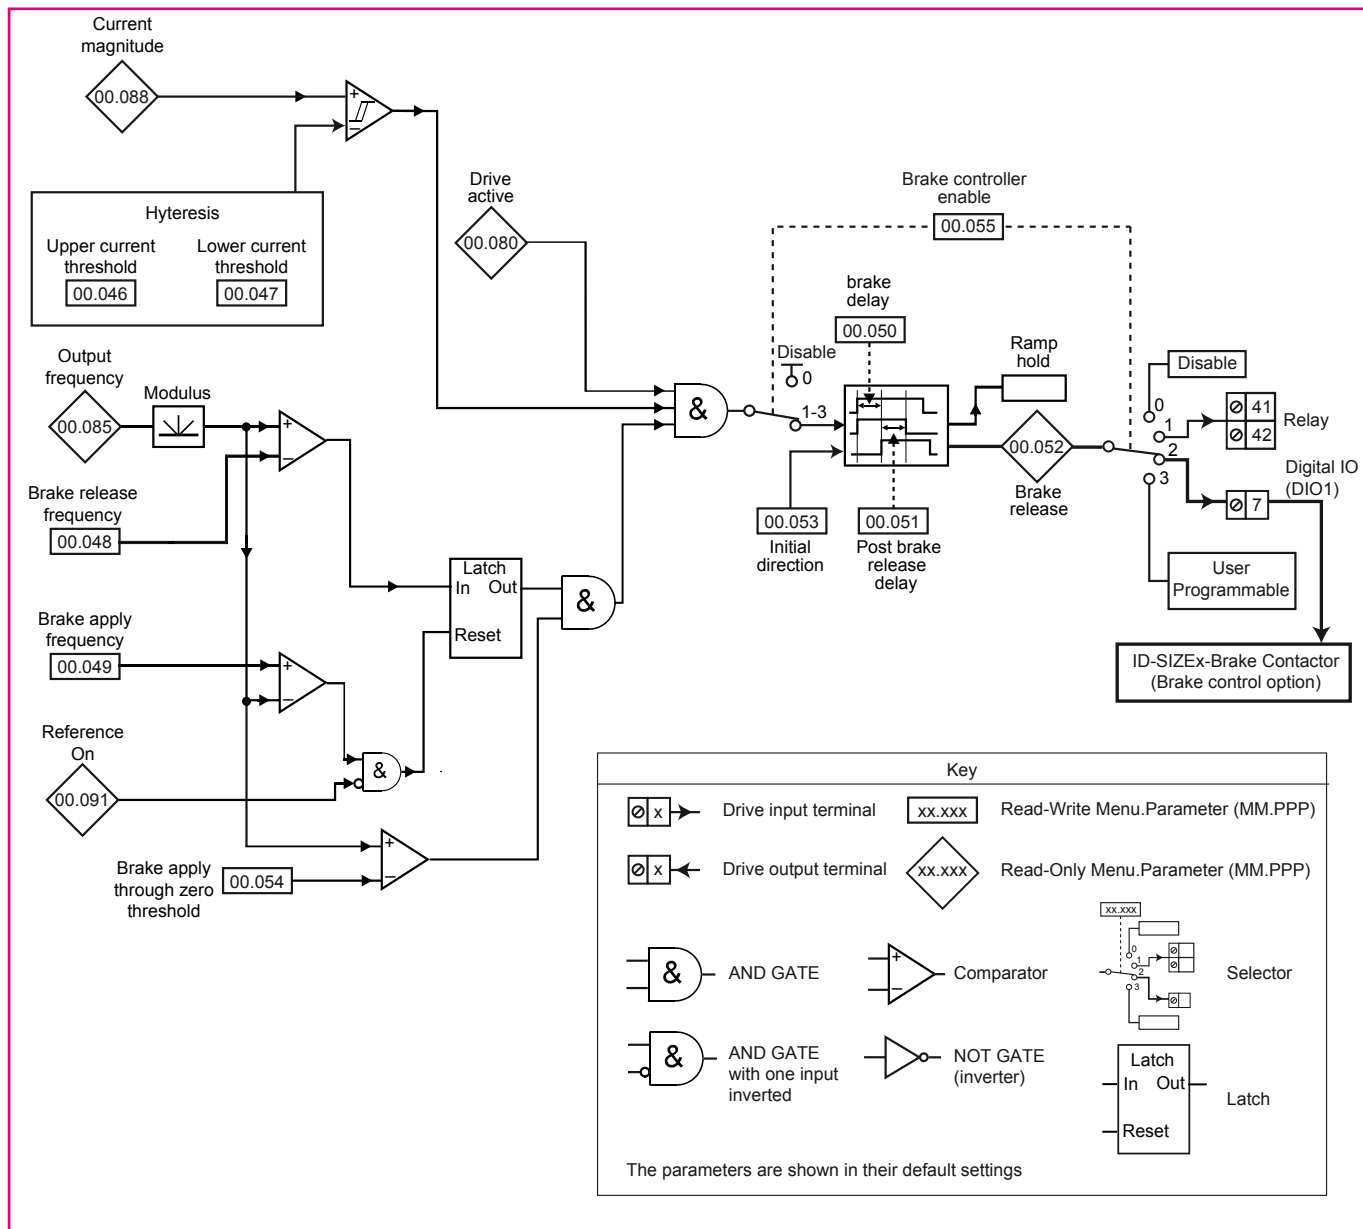 Current
magnitude
00.088
+
−
Hyteresis
Upper current
threshold
00.046
Lower current
threshold
00.047
Drive
active
00.080
Brake controller
enable
00.055
brake
delay
00.050
Disable
0
1-3
&
Ramp
hold
00.052
Brake
release
00.053
Initial
direction
00.051
Post brake
release delay
Disable
0
1
2
3
41
42
Relay
Digital IO
(DIO1)
7
User
Programmable
ID-SIZEx-Brake Contactor
(Brake control option)
Output
frequency
00.085
Modulus
+
−
Brake release
frequency
00.048
Latch
In Out
Reset
&
Brake apply
frequency
00.049
+
−
Reference
On
00.091
&
+
−
Brake apply
through zero
threshold
00.054
Key
x
Drive input terminal
xx.xxx
Read-Write Menu.Parameter (MM.PPP)
x
Drive output terminal
xx.xxx
Read-Only Menu.Parameter (MM.PPP)
&
AND GATE
+
−
Comparator
xx.xxx
0
1
2
3
Selector
&
AND GATE
with one input
inverted
NOT GATE
(inverter)
Latch
In Out
Reset
Latch
The parameters are shown in their default settings